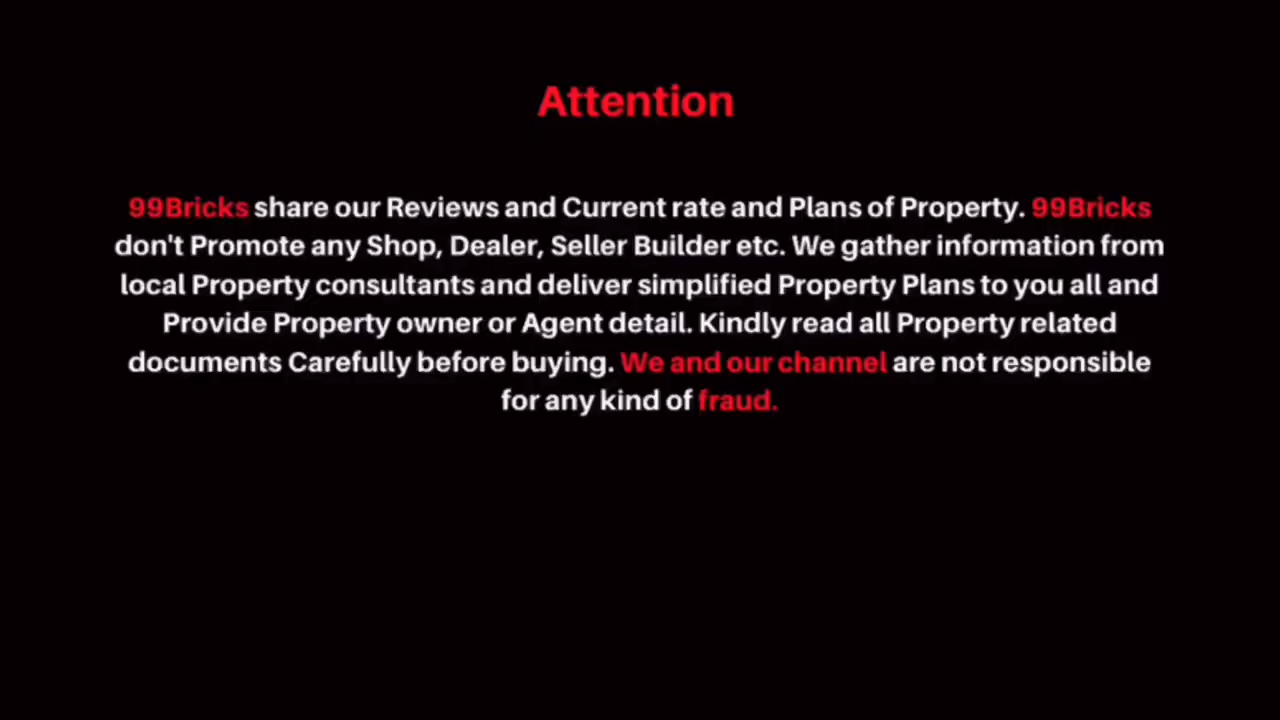 Attention
99Bricks share our Reviews and Current rate and Plans of Property. 99Bricks
don't Promote any Shop, Dealer, Seller Builder etc. We gather information from
local Property consultants and deliver simplified Property Plans to you all and
Provide Property owner or Agent detail. Kindly read all Property related
documents Carefully before buying. We and our channel are not responsible
for any kind of fraud.